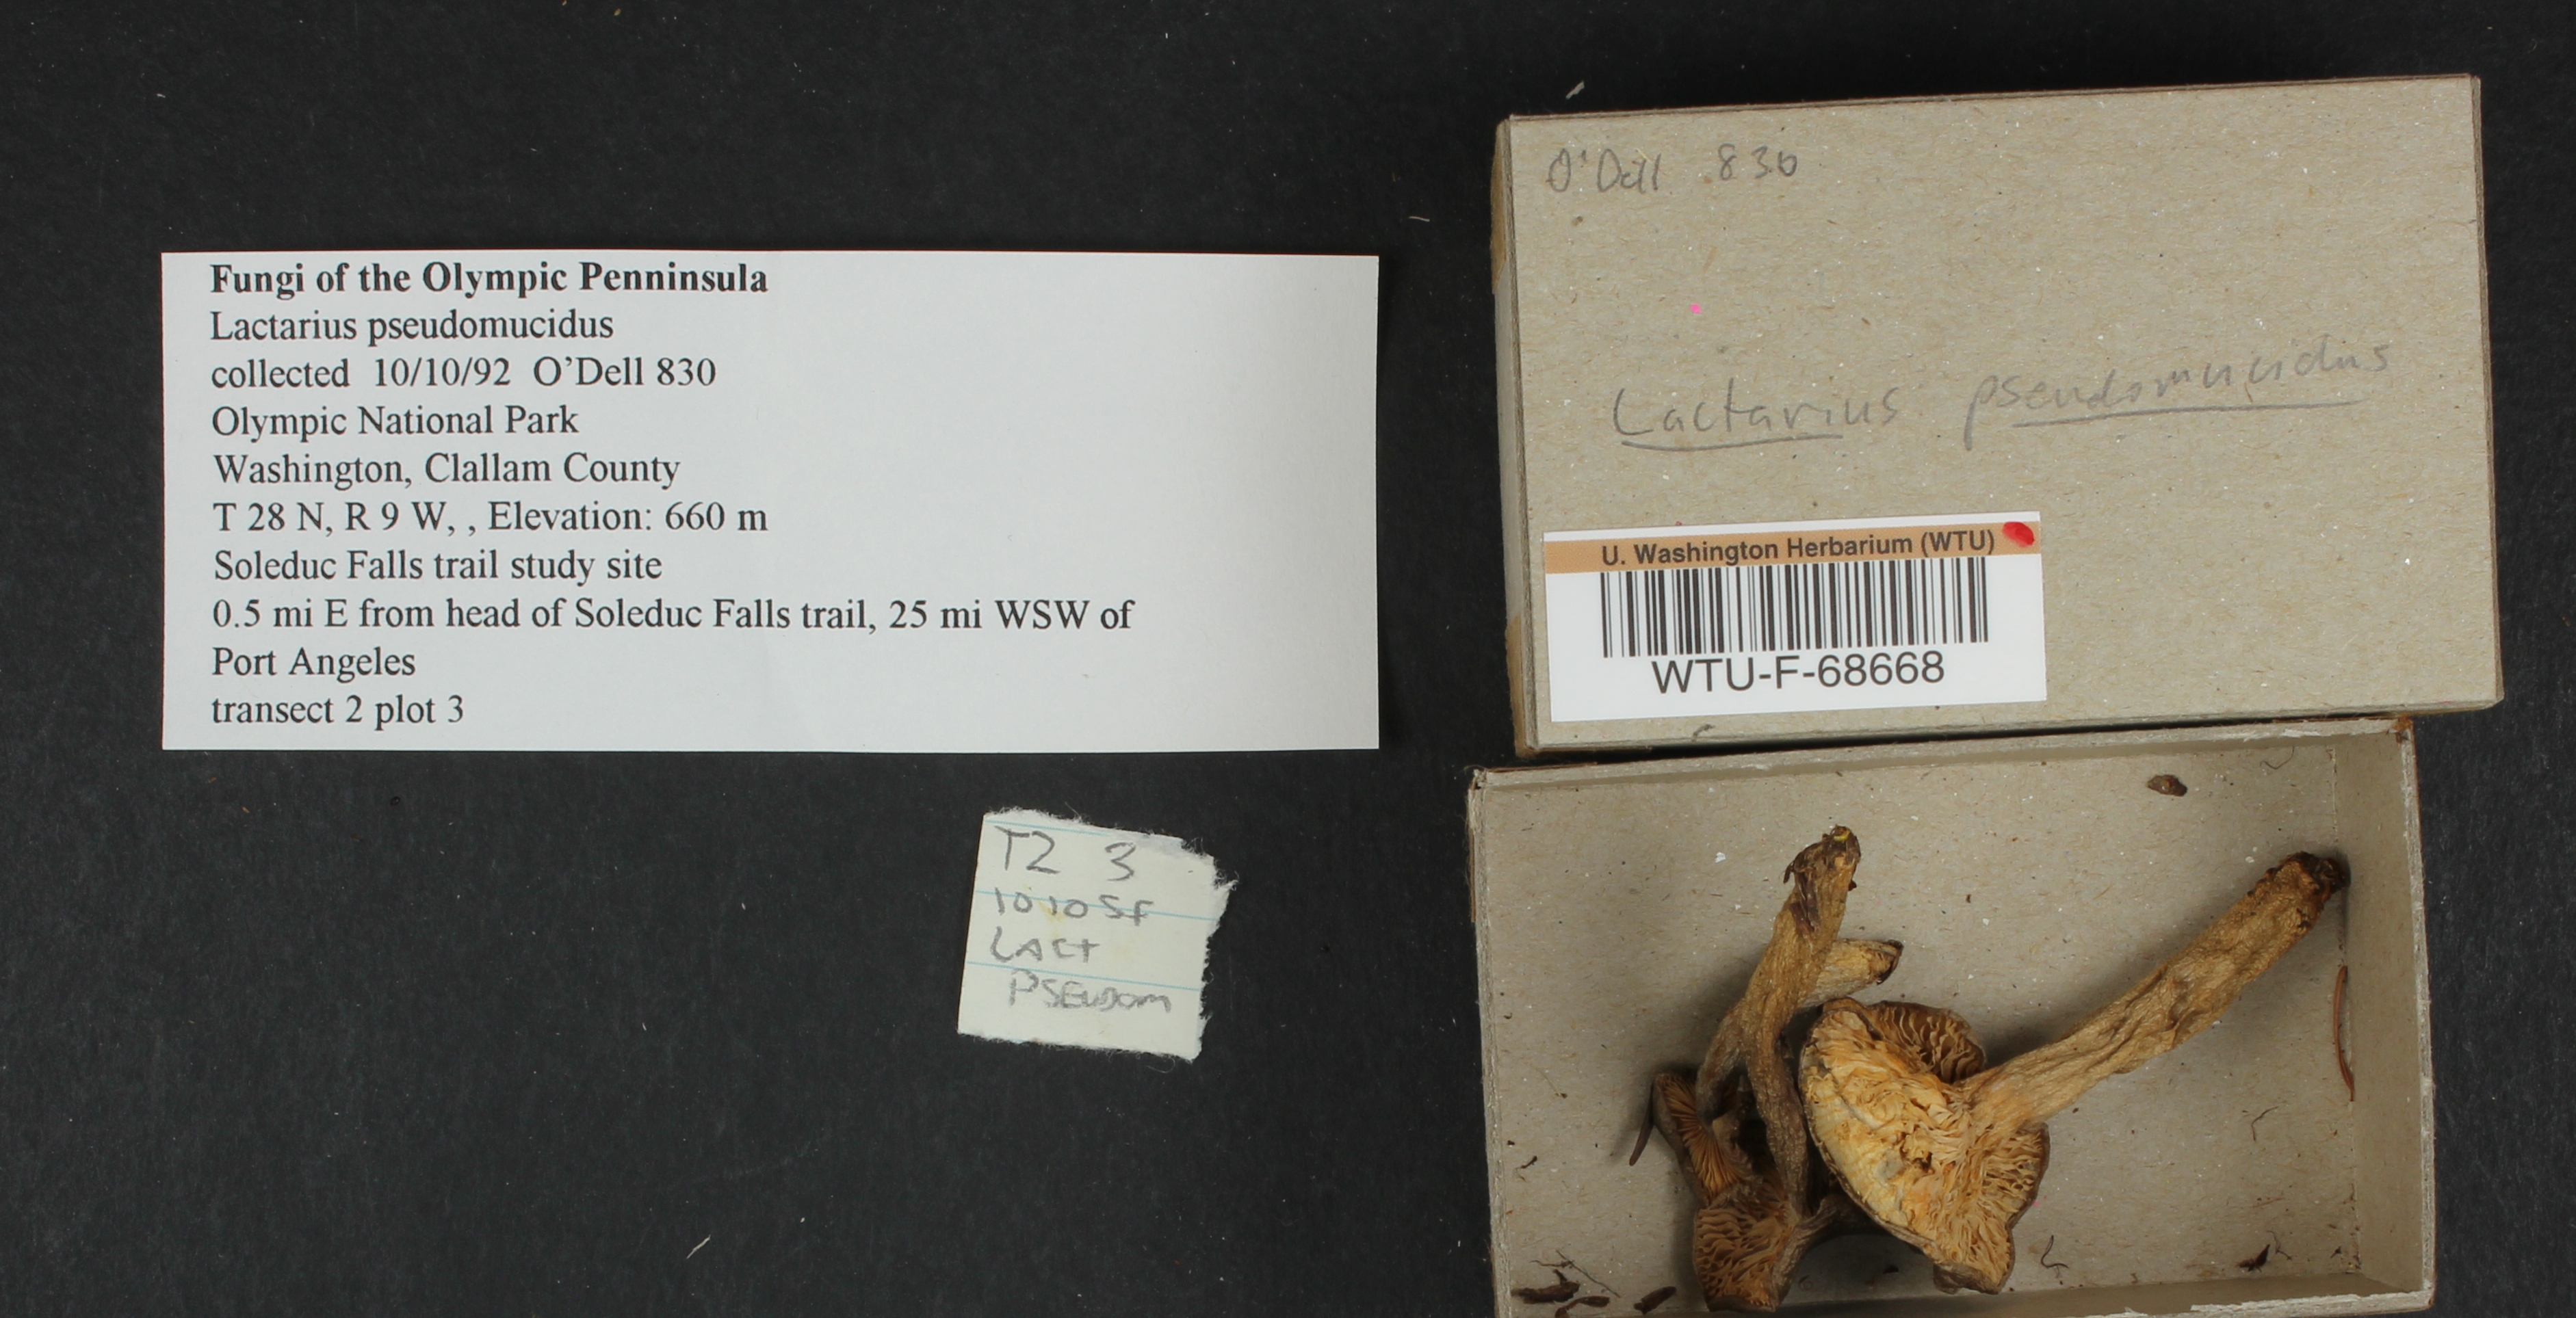 Fungi of the Olympic Penninsula
Lactarius pseudomucidus
collected 10/10/92 O'Dell 830
Olympic National Park
Washington, Clallam County
T 28 N, R 9 W, , Elevation: 660 m
Soleduc Falls trail study site
0.5 mi E from head of Soleduc Falls trail, 25 mi WSW of
Port Angeles
transect 2 plot 3
O'Dell 830
Lactarius pseudomucidus
U. Washington Herbarium (WTU)
WTU-F-68668
T2 3
1010 SF
LACT
PSEUDOM